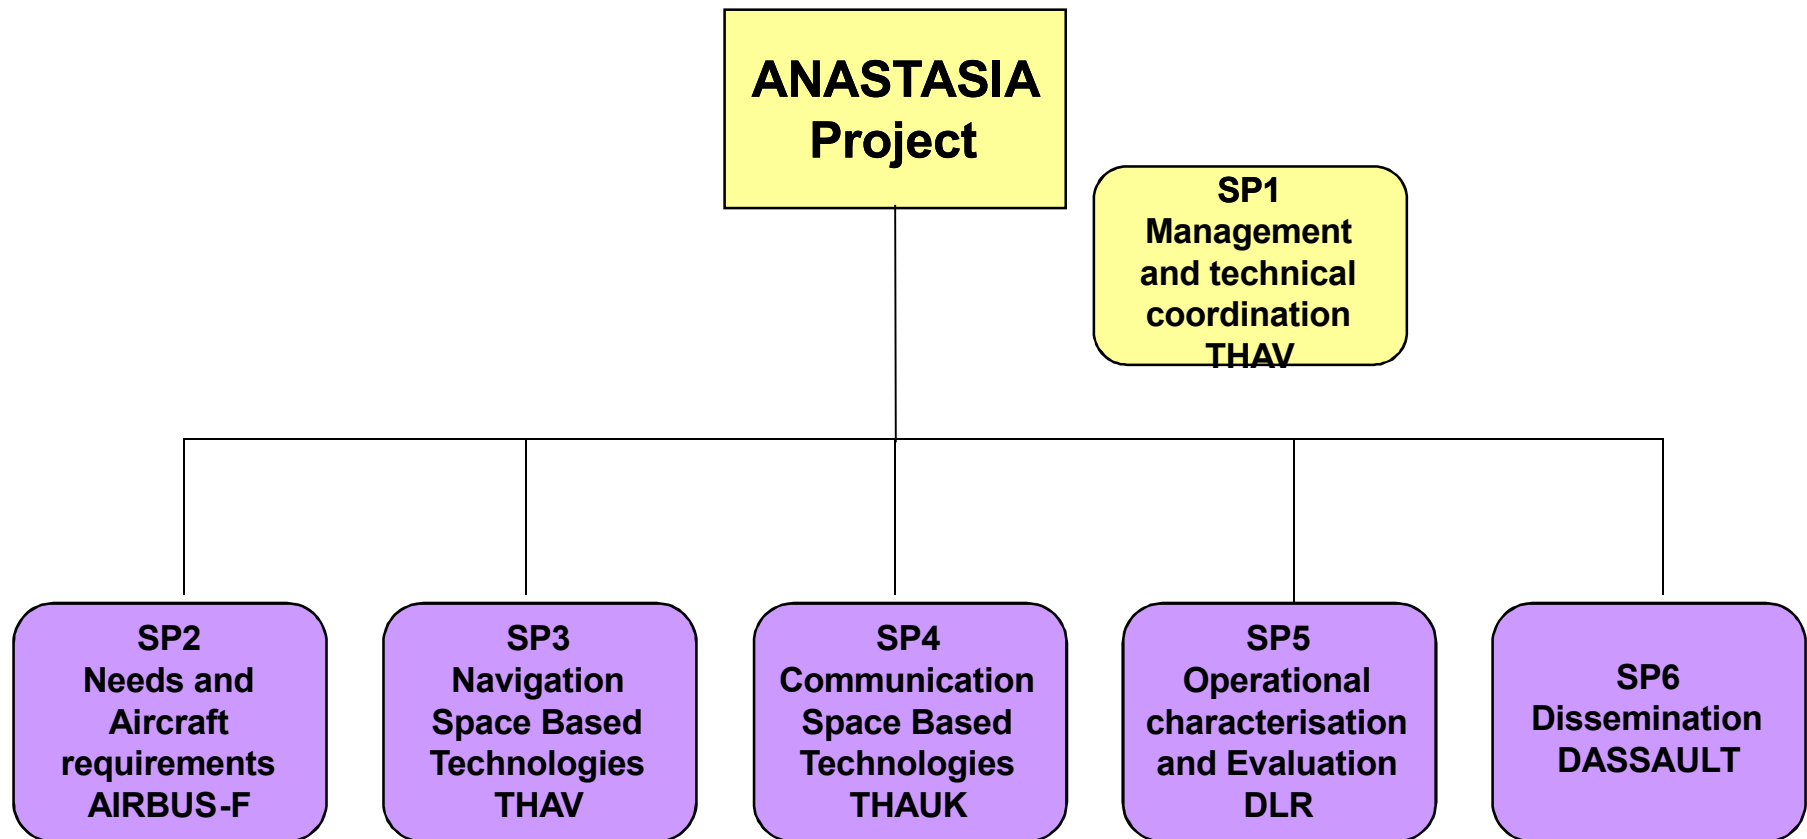 ANASTASIA
Project
SP1
Management
and technical
coordination
THAV
SP2
Needs and
Aircraft
requirements
AIRBUS-F
SP3
Navigation
Space Based
Technologies
THAV
SP4
Communication
Space Based
Technologies
THAUK
SP5
Operational
characterisation
and Evaluation
DLR
SP6
Dissemination
DASSAULT